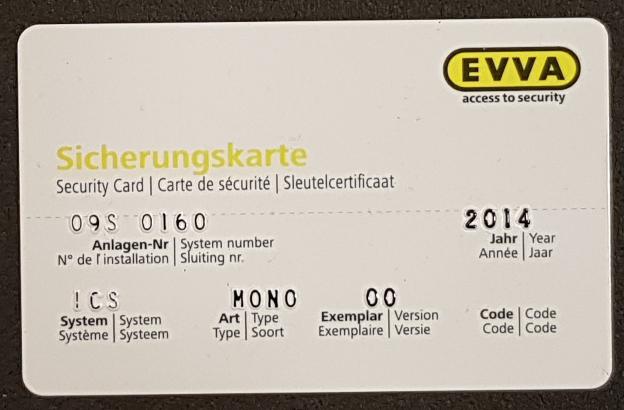 EVVA
access to security
Sicherungskarte
Security Card | Carte de sécurité | Sleutelcertificaat
09S 0160 2014
Anlagen-Nr | System number Jahr | Year
N° de l'installation | Sluiting nr. Année | Jaar
!CS MONO 00
System | System Art | Type Exemplar | Version Code | Code
Système | Systeem Type | Soort Exemplaire | Versie Code | Code